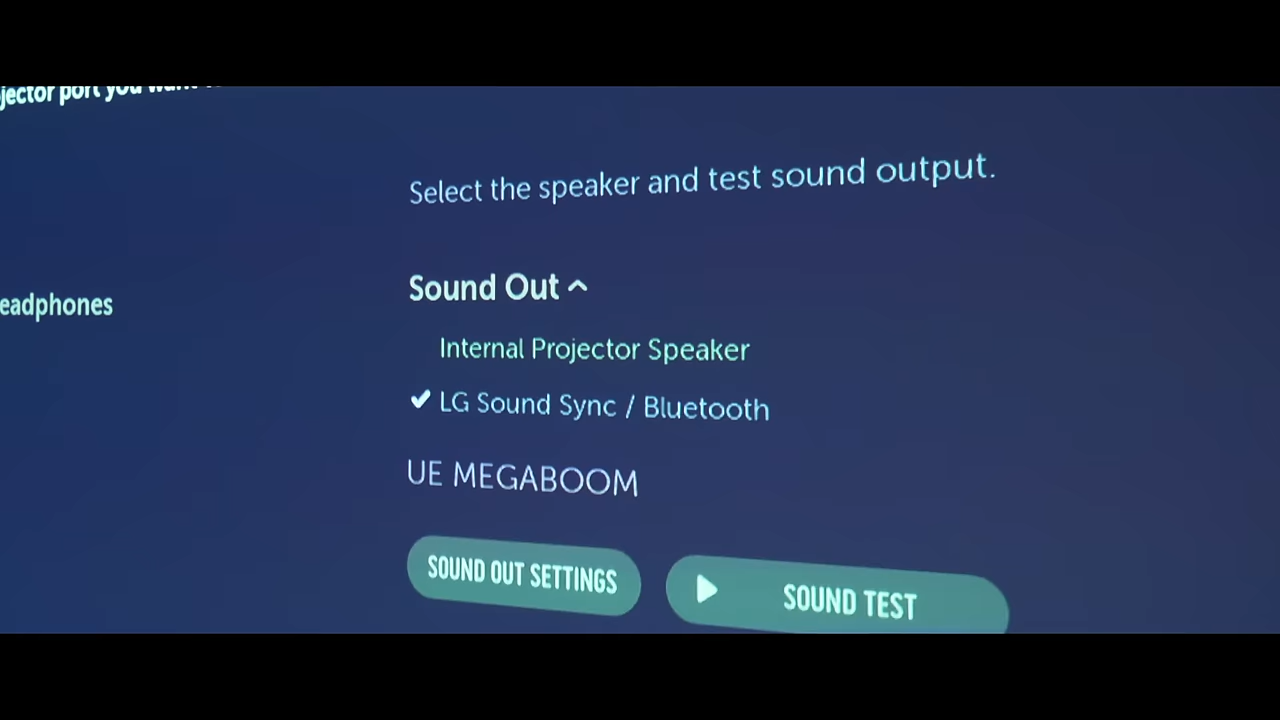 jector port you want
Select the speaker and test sound output.
eadphones
Sound Out
Internal Projector Speaker
LG Sound Sync / Bluetooth
UE MEGABOOM
SOUND OUT SETTINGS
SOUND TEST